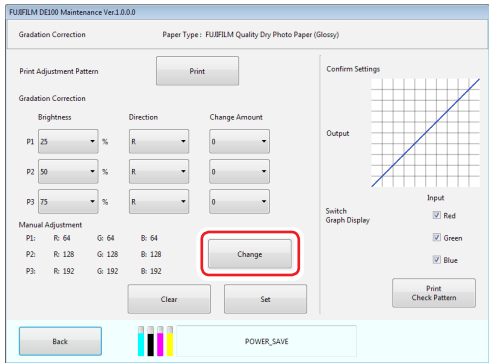 FUJIFILM DE100 Maintenance Ver.1.0.0.0
Gradation Correction Paper Type : FUJIFILM Quality Dry Photo Paper (Glossy)
Print Adjustment Pattern Print
Gradation Correction
Brightness Direction Change Amount
P1 25 % R 0
P2 50 % R 0
P3 75 % R 0
Manual Adjustment
P1: R: 64 G: 64 B: 64
P2: R: 128 G: 128 B: 128
P3: R: 192 G: 192 B: 192
Change
Clear Set
Confirm Settings
Output
Input
Switch
Graph Display
Red
Green
Blue
Print
Check Pattern
Back POWER_SAVE